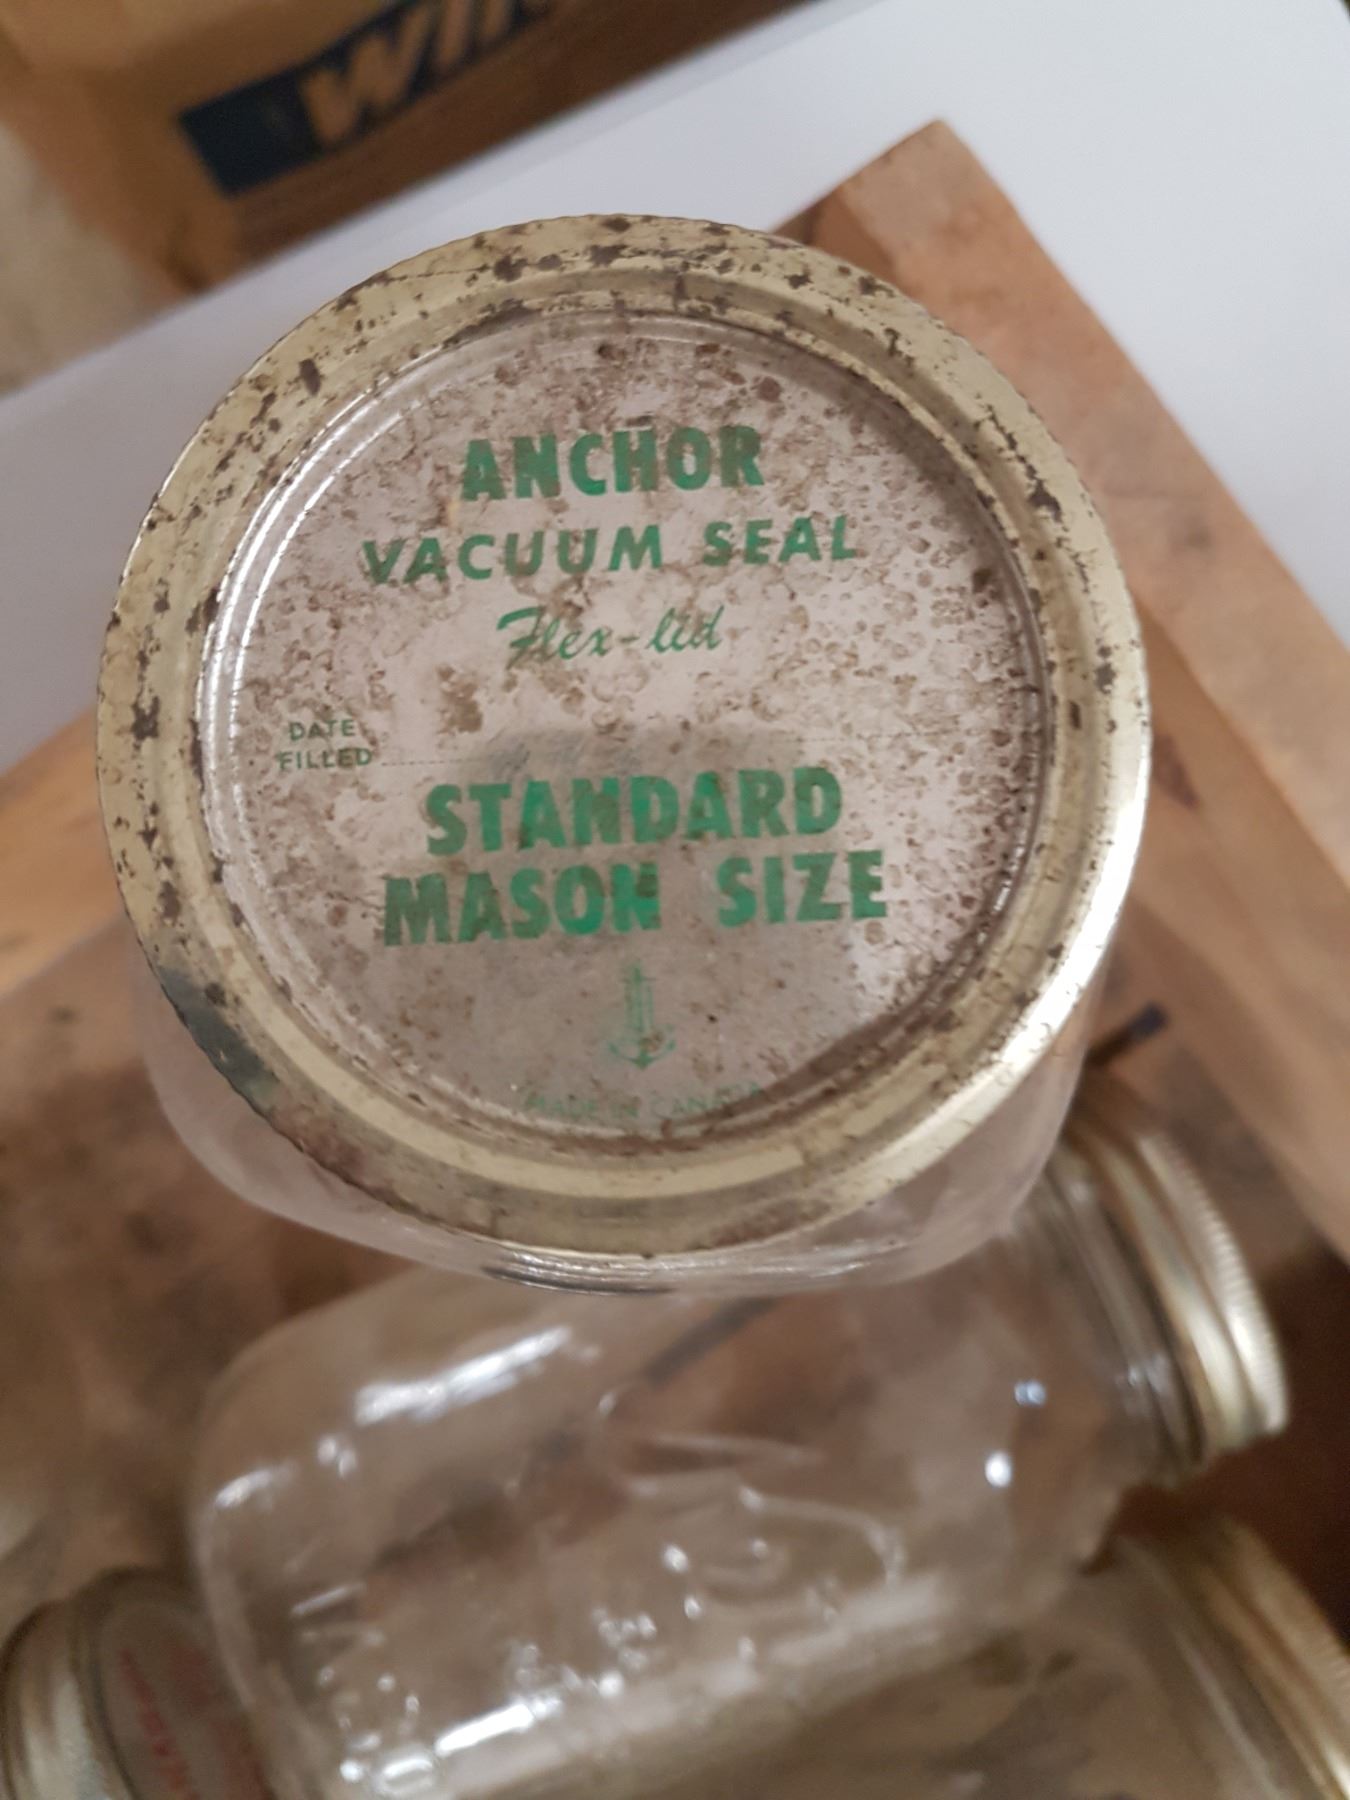 ANCHOR
VACUUM SEAL
Flex-lid
DATE
FILLED
STANDARD
MASON SIZE
MADE IN CANADA